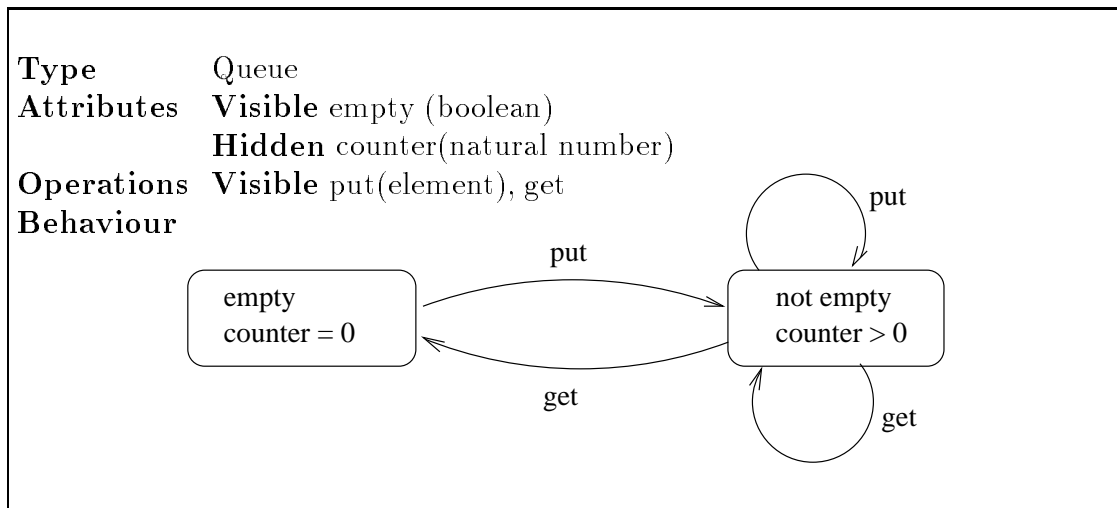 Type Queue
Attributes Visible empty (boolean)
Hidden counter(natural number)
Operations Visible put(element), get
Behaviour
put
put
empty
counter = 0
not empty
counter > 0
get
get